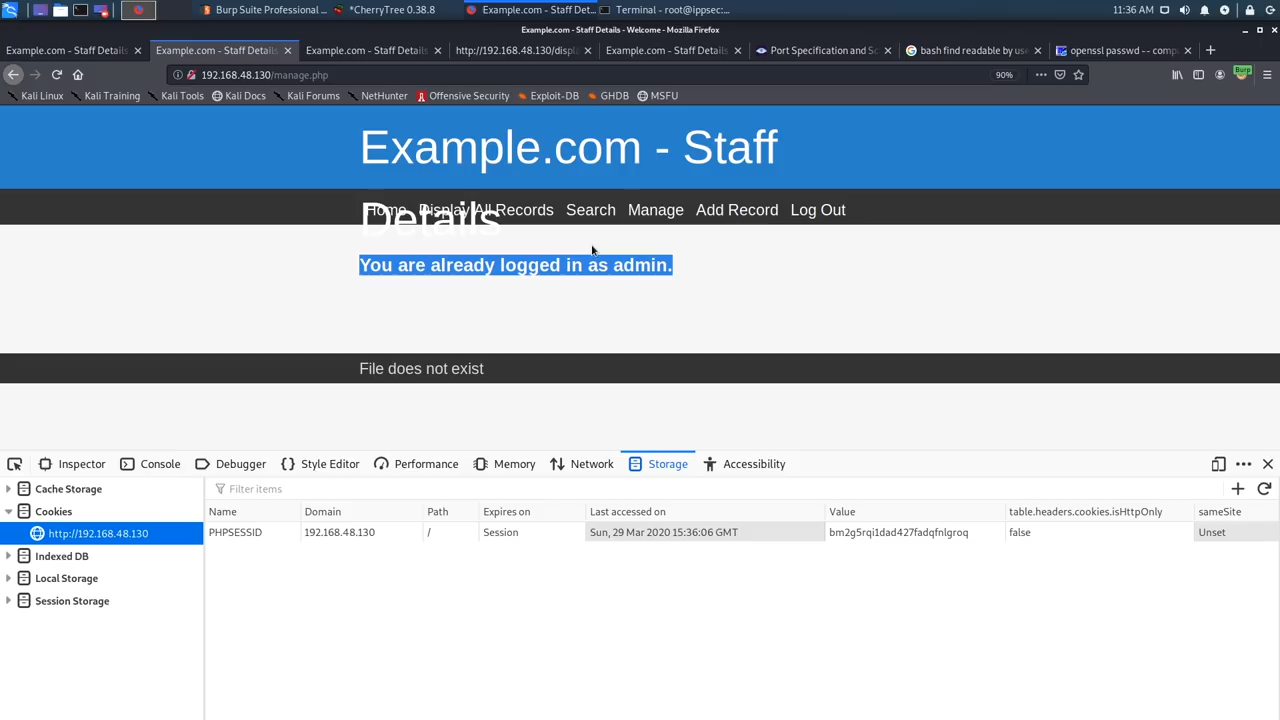 Burp Suite Professional ... *CherryTree 0.38.8 Example.com - Staff Det... Terminal - root@ippsec:... 11:36 AM
Example.com - Staff Details - Welcome - Mozilla Firefox
Example.com - Staff Details Example.com - Staff Details Example.com - Staff Details http://192.168.48.130/displ Example.com - Staff Details Port Specification and Sc bash find readable by use openssl passwd -- comp
192.168.48.130/manage.php 90% Burp
Kali Linux Kali Training Kali Tools Kali Docs Kali Forums NetHunter Offensive Security Exploit-DB GHDB MSFU
Example.com - Staff
Details
Home Display All Records Search Manage Add Record Log Out
You are already logged in as admin.
File does not exist
Inspector Console Debugger Style Editor Performance Memory Network Storage Accessibility
Cache Storage
Cookies
http://192.168.48.130
Indexed DB
Local Storage
Session Storage
Filter items
Name Domain Path Expires on Last accessed on Value table.headers.cookies.isHttpOnly sameSite
PHPSESSID 192.168.48.130 / Session Sun, 29 Mar 2020 15:36:06 GMT bm2g5rqi1dad427fadqfnlgroq false Unset